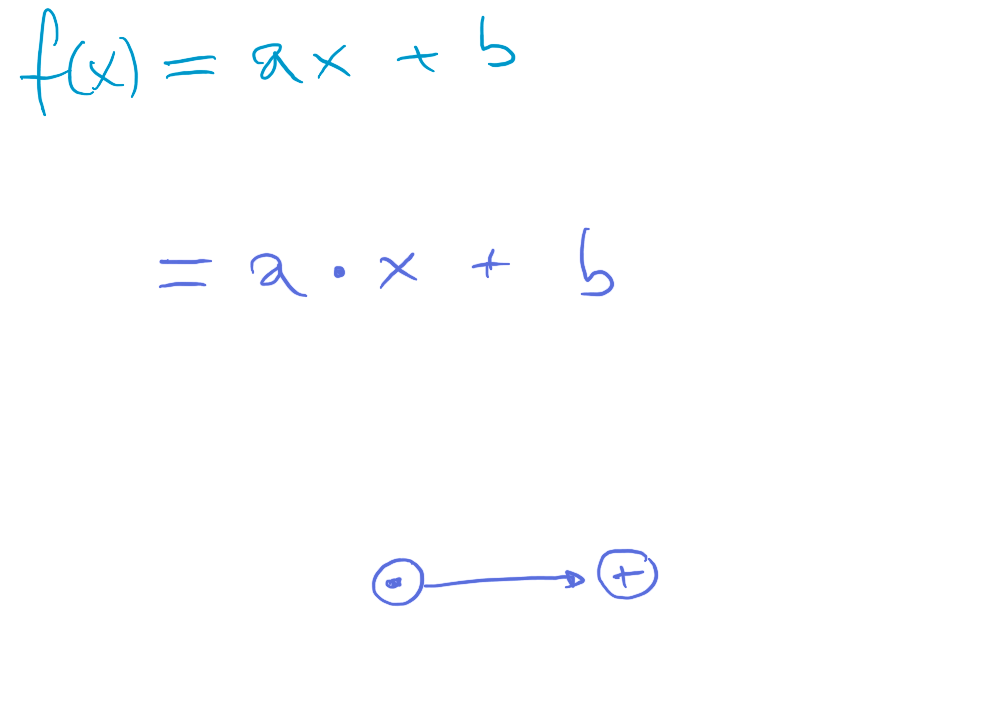 f(x) = ax + b
= a · x + b
· +